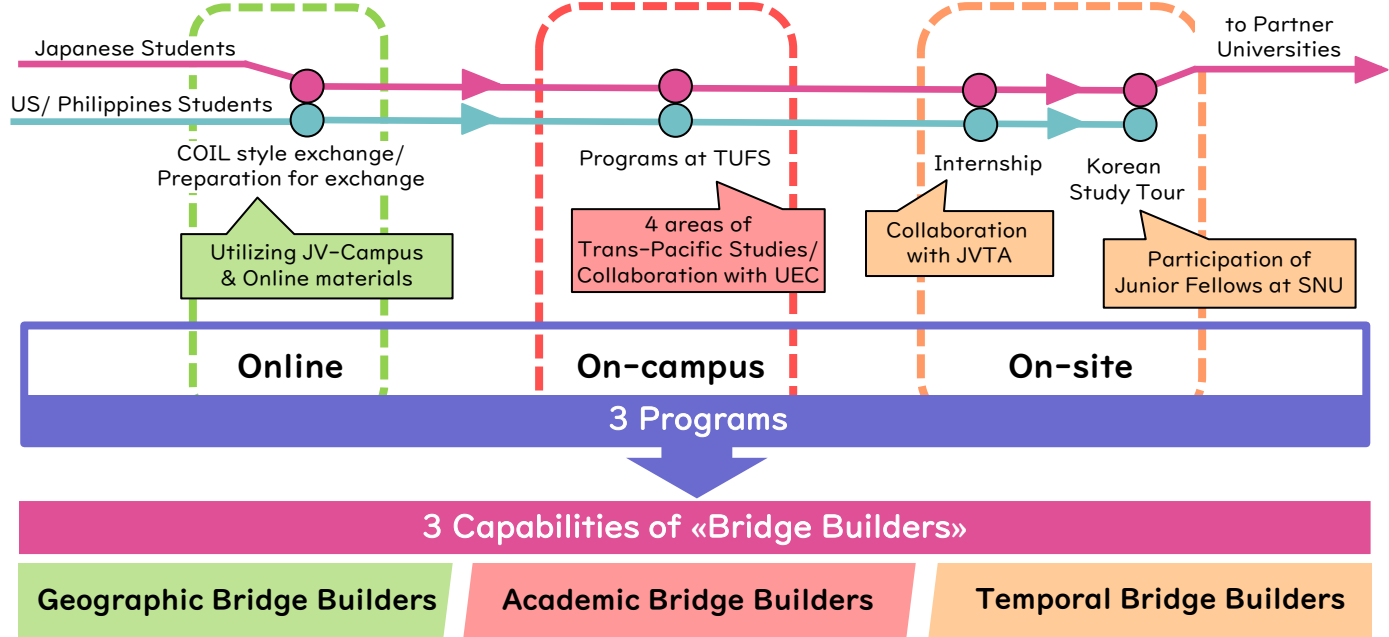 Japanese Students
to Partner
Universities
US/ Philippines Students
COIL style exchange/
Preparation for exchange
Programs at TUFS
Internship
Korean
Study Tour
Utilizing JV-Campus
& Online materials
4 areas of
Trans-Pacific Studies/
Collaboration with UEC
Collaboration
with JVTA
Participation of
Junior Fellows at SNU
Online
On-campus
On-site
3 Programs
3 Capabilities of «Bridge Builders»
Geographic Bridge Builders
Academic Bridge Builders
Temporal Bridge Builders